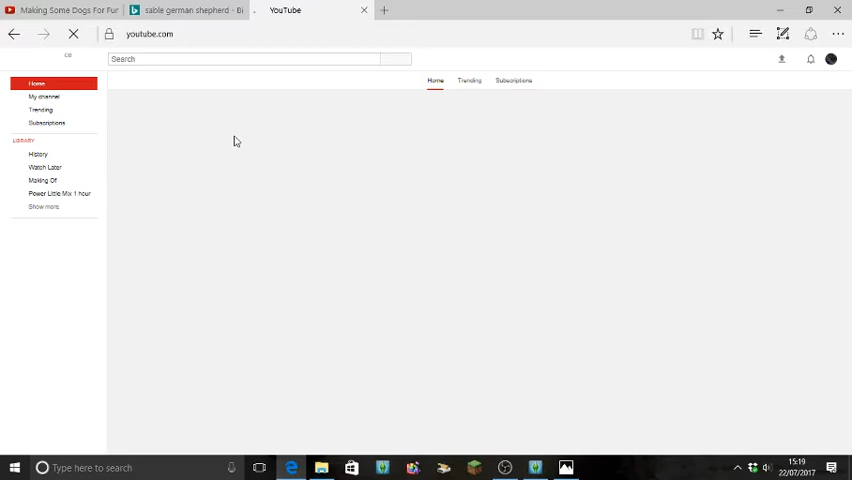 Making Some Dogs For Fur
sable german shepherd - Bi
YouTube
youtube.com
GB
Search
Home
Trending
Subscriptions
Home
My channel
Trending
Subscriptions
LIBRARY
History
Watch Later
Making Of
Power Little Mix 1 hour
Show more
Type here to search
15:19
22/07/2017